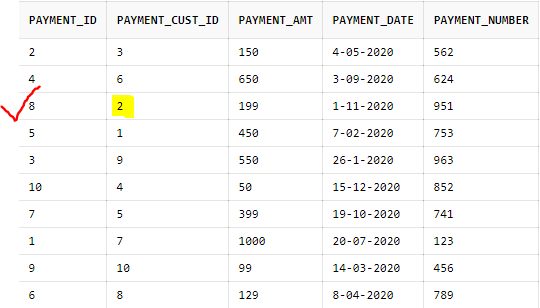 PAYMENT_ID PAYMENT_CUST_ID PAYMENT_AMT PAYMENT_DATE PAYMENT_NUMBER
2 3 150 4-05-2020 562
4 6 650 3-09-2020 624
8 2 199 1-11-2020 951
5 1 450 7-02-2020 753
3 9 550 26-1-2020 963
10 4 50 15-12-2020 852
7 5 399 19-10-2020 741
1 7 1000 20-07-2020 123
9 10 99 14-03-2020 456
6 8 129 8-04-2020 789